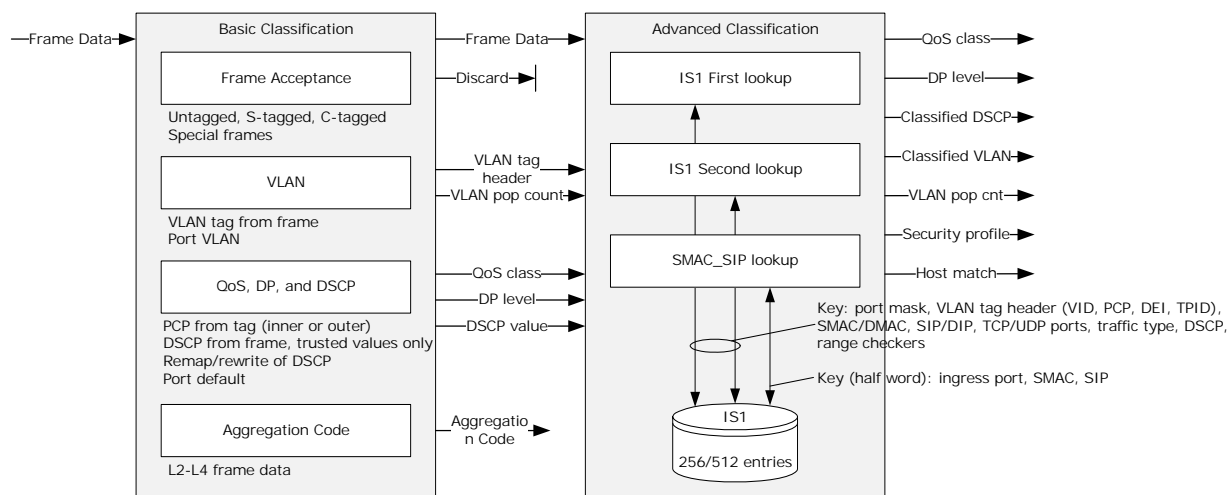 Basic Classification
Advanced Classification
Frame Data
Frame Data
QoS class
Frame Acceptance
Discard
IS1 First lookup
DP level
Untagged, S-tagged, C-tagged
Special frames
Classified DSCP
VLAN
VLAN tag
header
VLAN pop count
IS1 Second lookup
Classified VLAN
VLAN pop cnt
VLAN tag from frame
Port VLAN
Security profile
QoS, DP, and DSCP
QoS class
DP level
DSCP value
SMAC_SIP lookup
Host match
PCP from tag (inner or outer)
DSCP from frame, trusted values only
Remap/rewrite of DSCP
Port default
Key: port mask, VLAN tag header (VID, PCP, DEI, TPID),
SMAC/DMAC, SIP/DIP, TCP/UDP ports, traffic type, DSCP,
range checkers
Key (half word): ingress port, SMAC, SIP
Aggregation Code
Aggregatio
n Code
IS1
256/512 entries
L2-L4 frame data